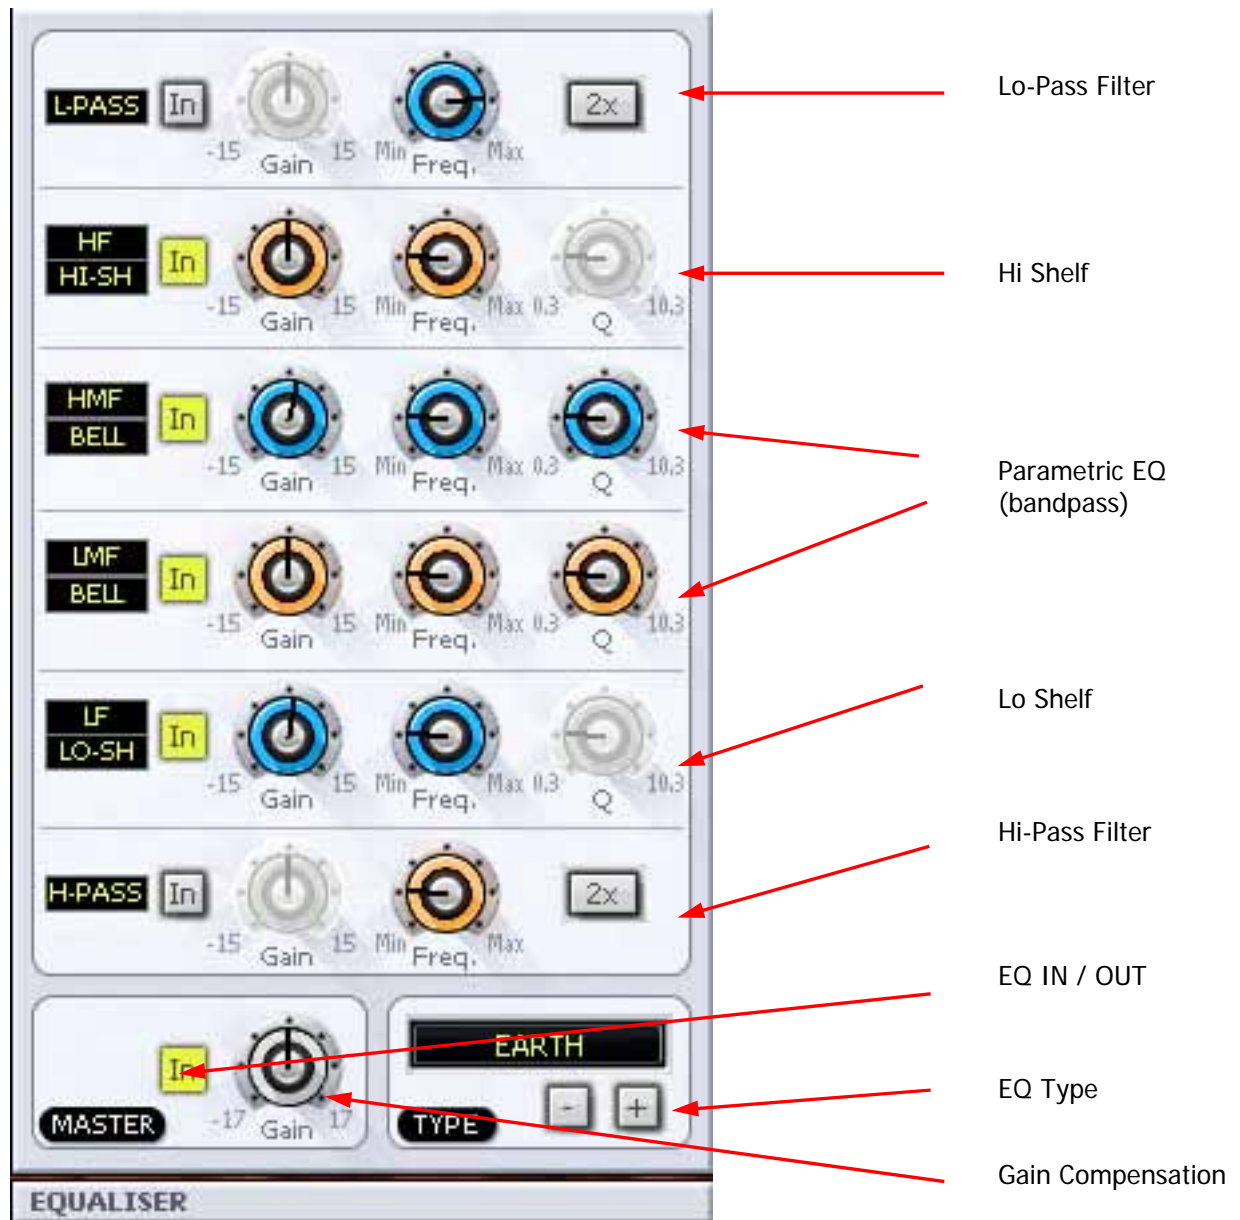 L-PASS In -15 Gain 15 Min Freq. Max 2x
Lo-Pass Filter
HF
HI-SH In -15 Gain 15 Min Freq. Max 0.3 Q 10.3
Hi Shelf
HMF
BELL In -15 Gain 15 Min Freq. Max 0.3 Q 10.3
Parametric EQ
(bandpass)
LMF
BELL In -15 Gain 15 Min Freq. Max 0.3 Q 10.3
LF
LO-SH In -15 Gain 15 Min Freq. Max 0.3 Q 10.3
Lo Shelf
H-PASS In -15 Gain 15 Min Freq. Max 2x
Hi-Pass Filter
EQ IN / OUT
In
MASTER -17 Gain 17
EARTH
TYPE - +
EQ Type
Gain Compensation
EQUALISER